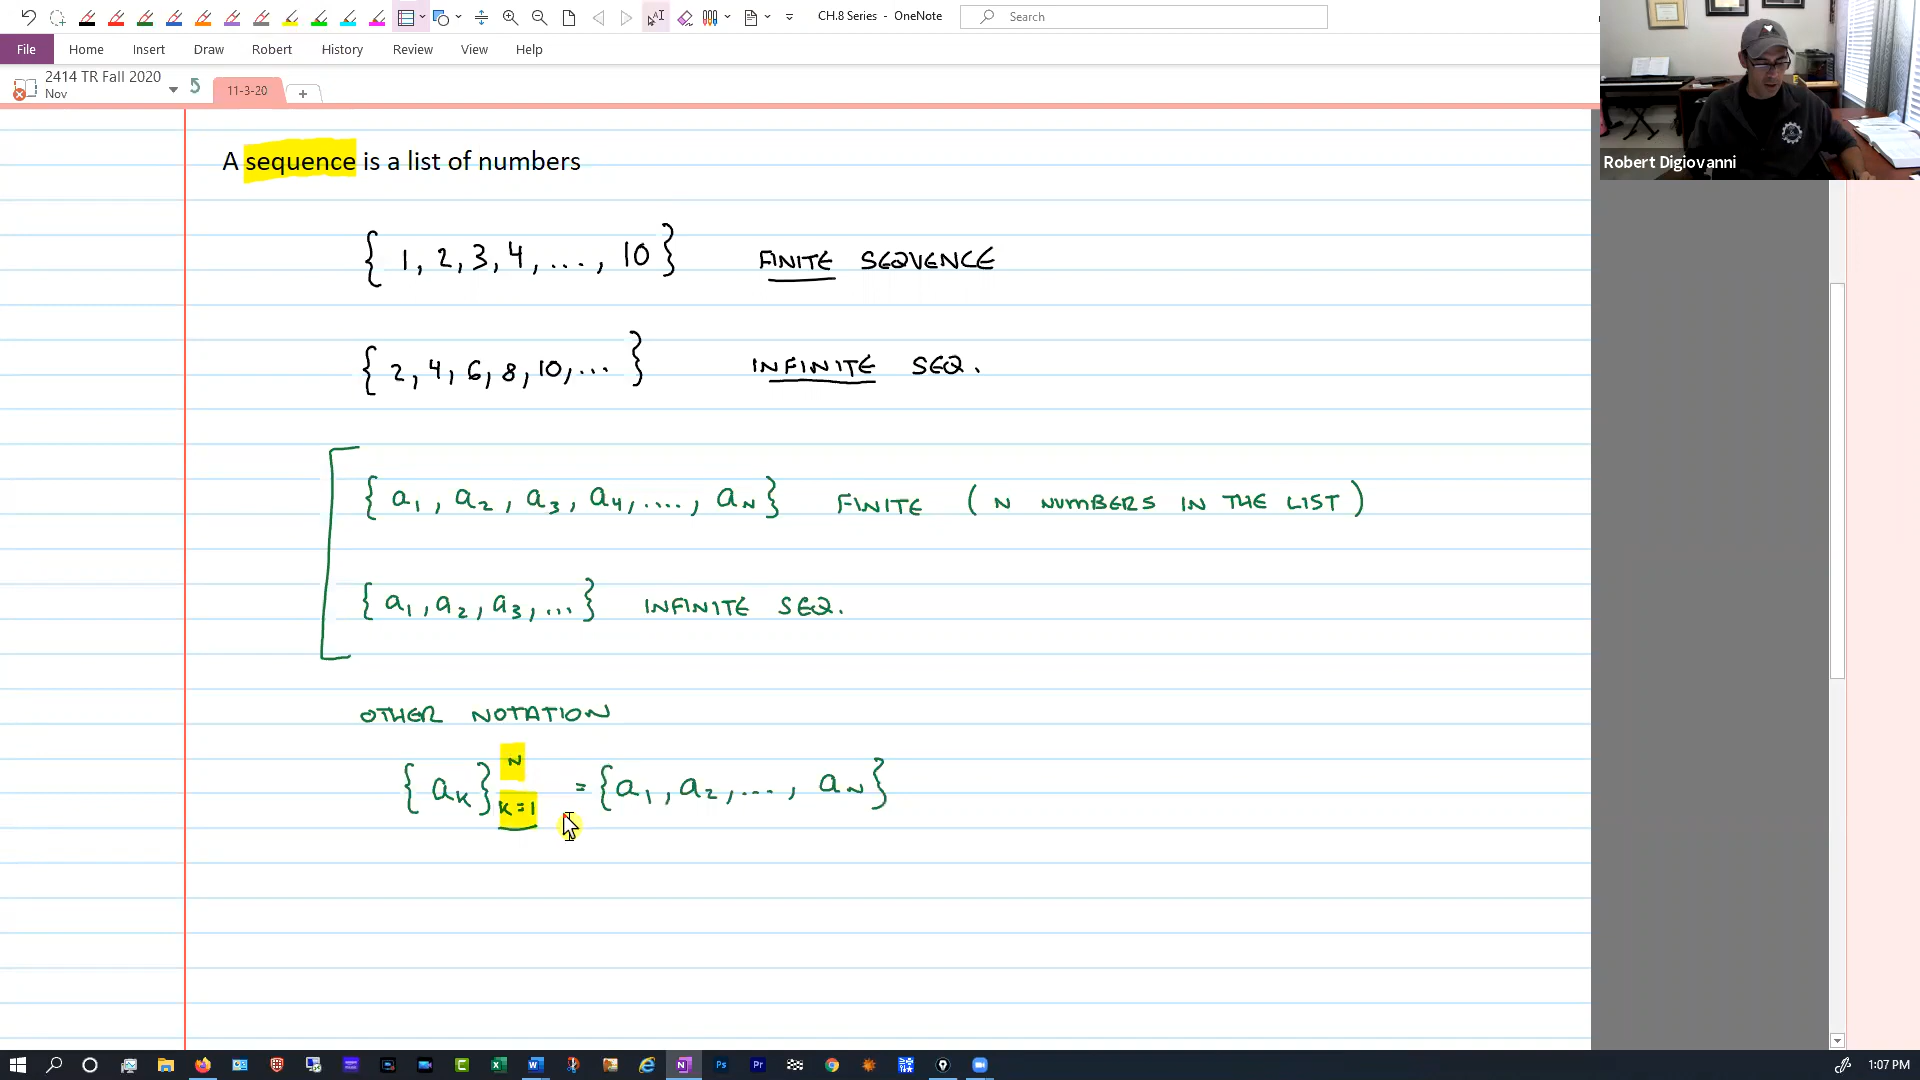 CH.8 Series - OneNote
Search
File Home Insert Draw Robert History Review View Help
2414 TR Fall 2020
Nov
11-3-20
Robert Digiovanni
A sequence is a list of numbers
{ 1, 2, 3, 4, ..., 10 } FINITE SEQUENCE
{ 2, 4, 6, 8, 10, ... } INFINITE SEQ.
{ a₁, a₂, a₃, a₄, ...., a_N } FINITE ( N NUMBERS IN THE LIST )
{ a₁, a₂, a₃, ... } INFINITE SEQ.
OTHER NOTATION
{ a_K }_{K=1}^{N} = { a₁, a₂, ..., a_N }
1:07 PM